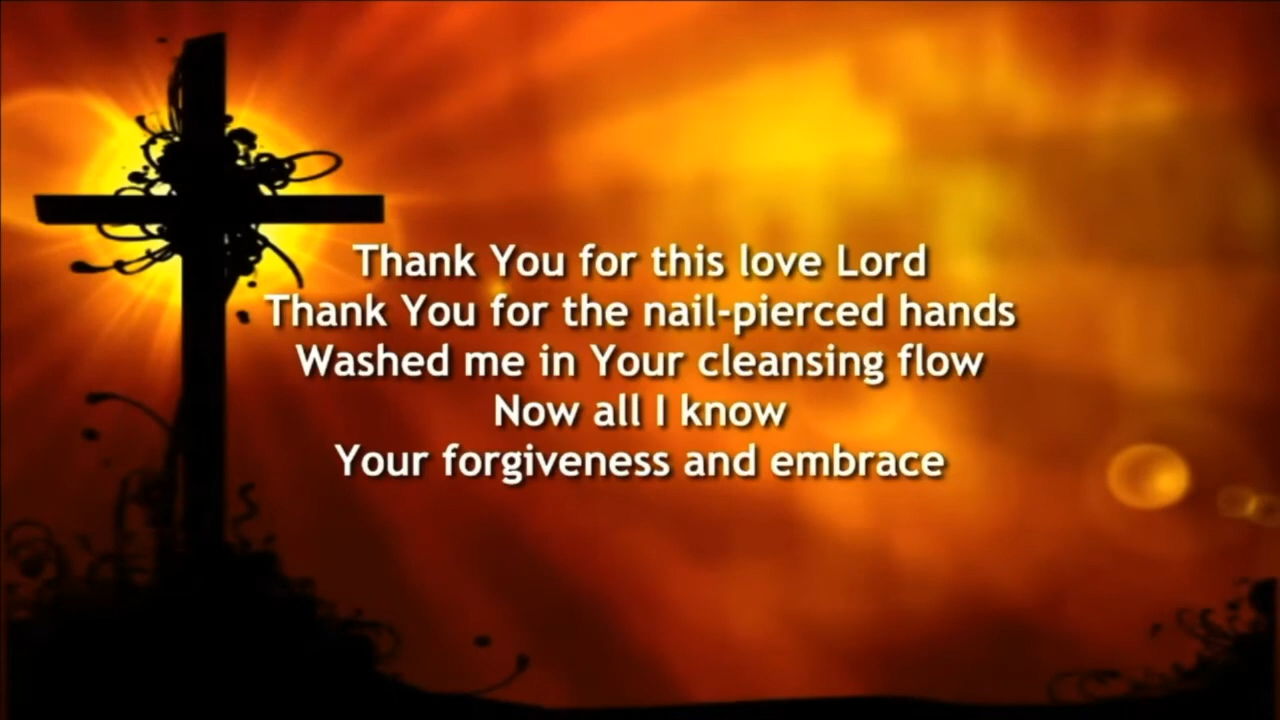 Thank You for this love Lord
Thank You for the nail-pierced hands
Washed me in Your cleansing flow
Now all I know
Your forgiveness and embrace